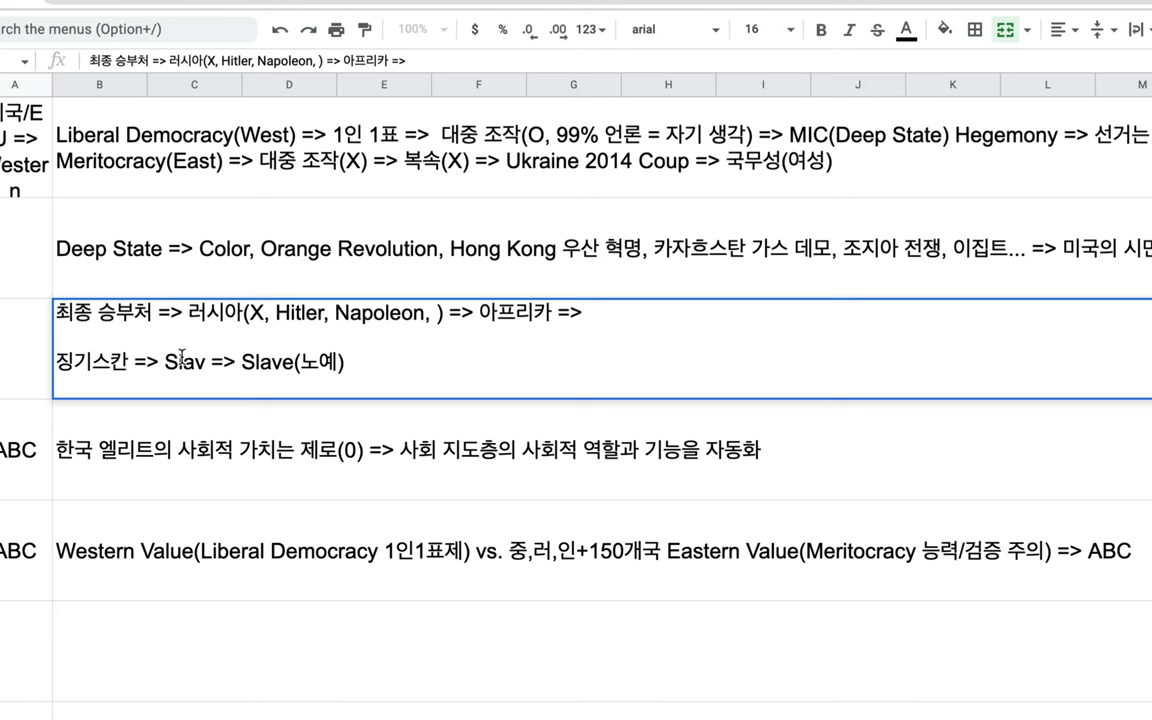 rch the menus (Option+/)
100%
$ % .0 .00 123
arial
16
B I S A
fx 최종 승부처 => 러시아(X, Hitler, Napoleon, ) => 아프리카 =>
A B C D E F G H I J K L M
국/E
J =>
ester
n
Liberal Democracy(West) => 1인 1표 => 대중 조작(O, 99% 언론 = 자기 생각) => MIC(Deep State) Hegemony => 선거는
Meritocracy(East) => 대중 조작(X) => 복속(X) => Ukraine 2014 Coup => 국무성(여성)
Deep State => Color, Orange Revolution, Hong Kong 우산 혁명, 카자흐스탄 가스 데모, 조지아 전쟁, 이집트... => 미국의 시민
최종 승부처 => 러시아(X, Hitler, Napoleon, ) => 아프리카 =>
징기스칸 => Slav => Slave(노예)
ABC
한국 엘리트의 사회적 가치는 제로(0) => 사회 지도층의 사회적 역할과 기능을 자동화
ABC
Western Value(Liberal Democracy 1인1표제) vs. 중,러,인+150개국 Eastern Value(Meritocracy 능력/검증 주의) => ABC